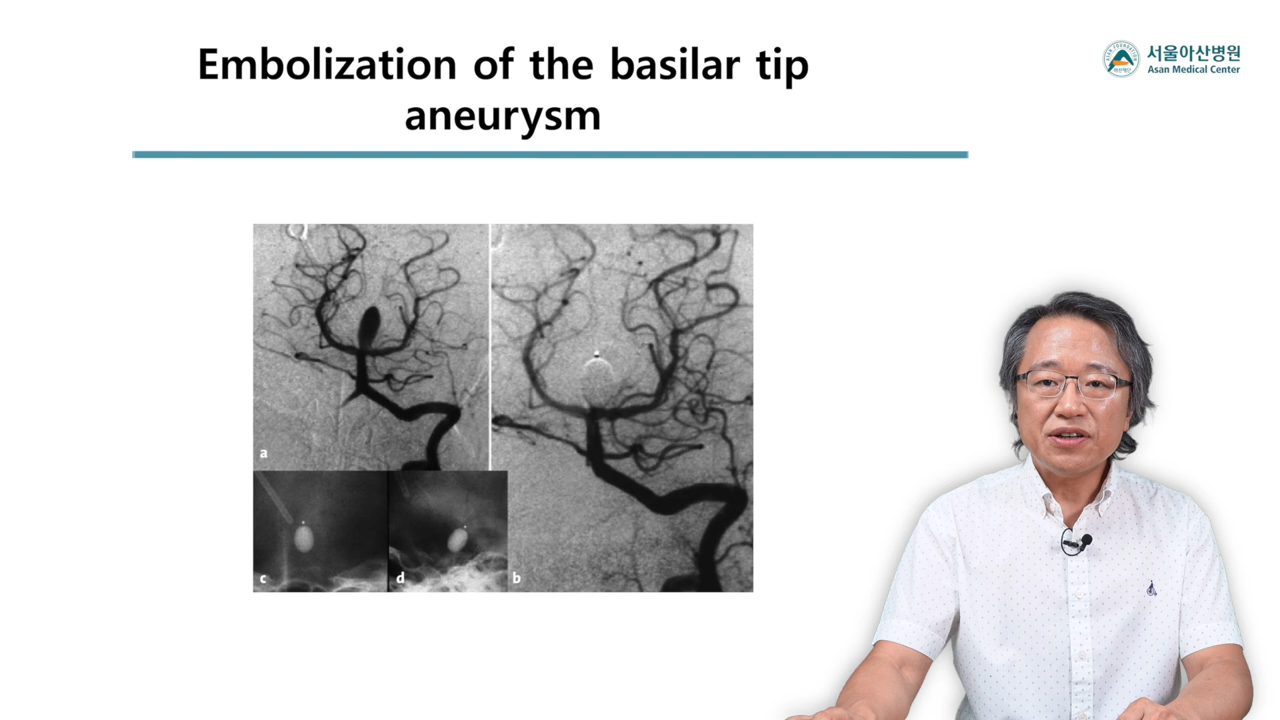 Embolization of the basilar tip
aneurysm
서울아산병원
Asan Medical Center
a
c
d
b